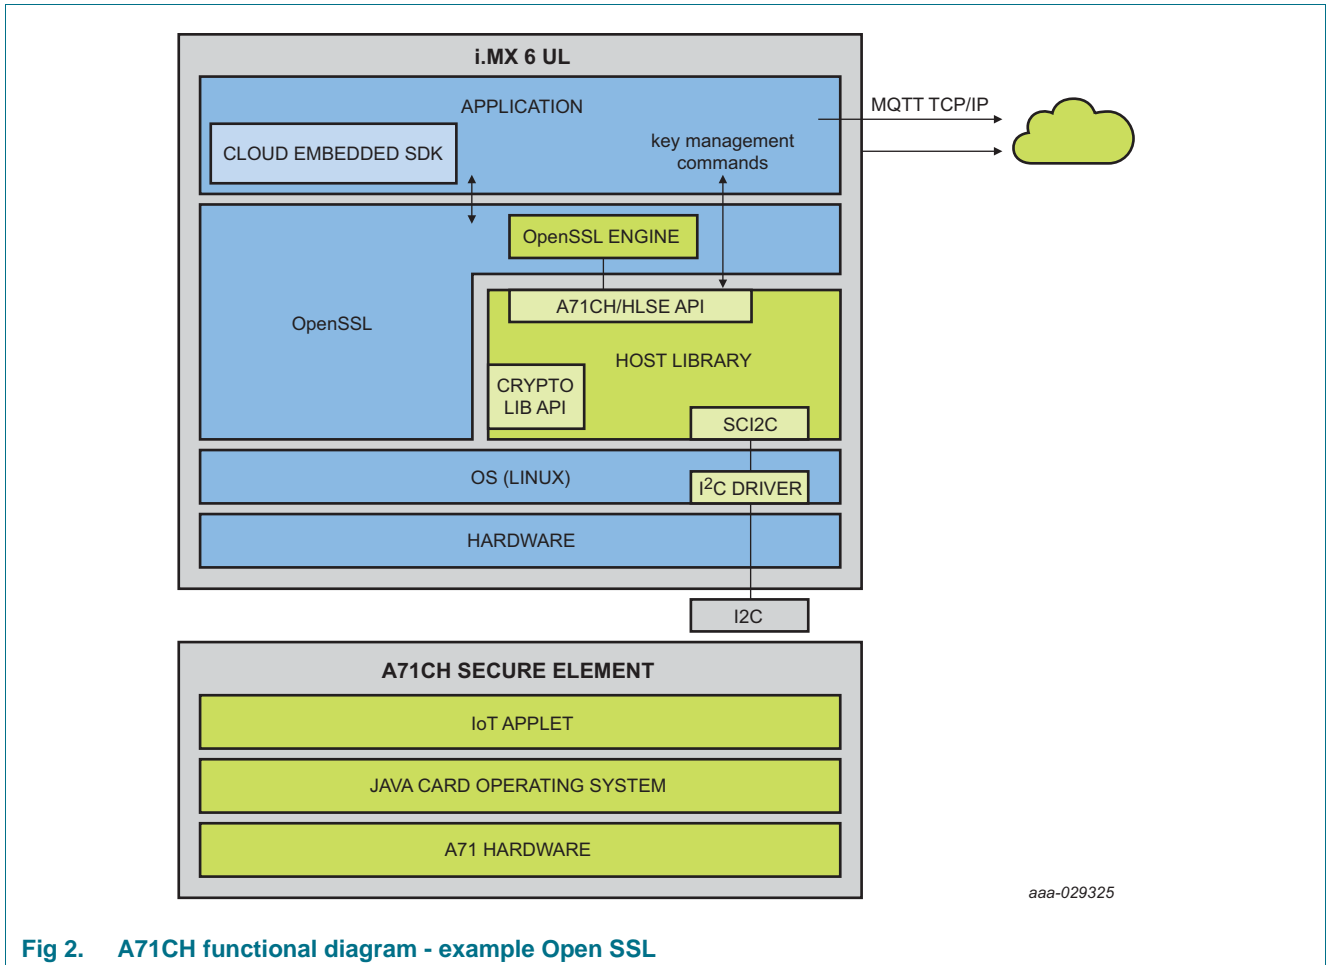 i.MX 6 UL
APPLICATION
MQTT TCP/IP
CLOUD EMBEDDED SDK
key management
commands
OpenSSL ENGINE
A71CH/HLSE API
OpenSSL
HOST LIBRARY
CRYPTO
LIB API
SCI2C
OS (LINUX)
I²C DRIVER
HARDWARE
I2C
A71CH SECURE ELEMENT
IoT APPLET
JAVA CARD OPERATING SYSTEM
A71 HARDWARE
aaa-029325
Fig 2. A71CH functional diagram - example Open SSL